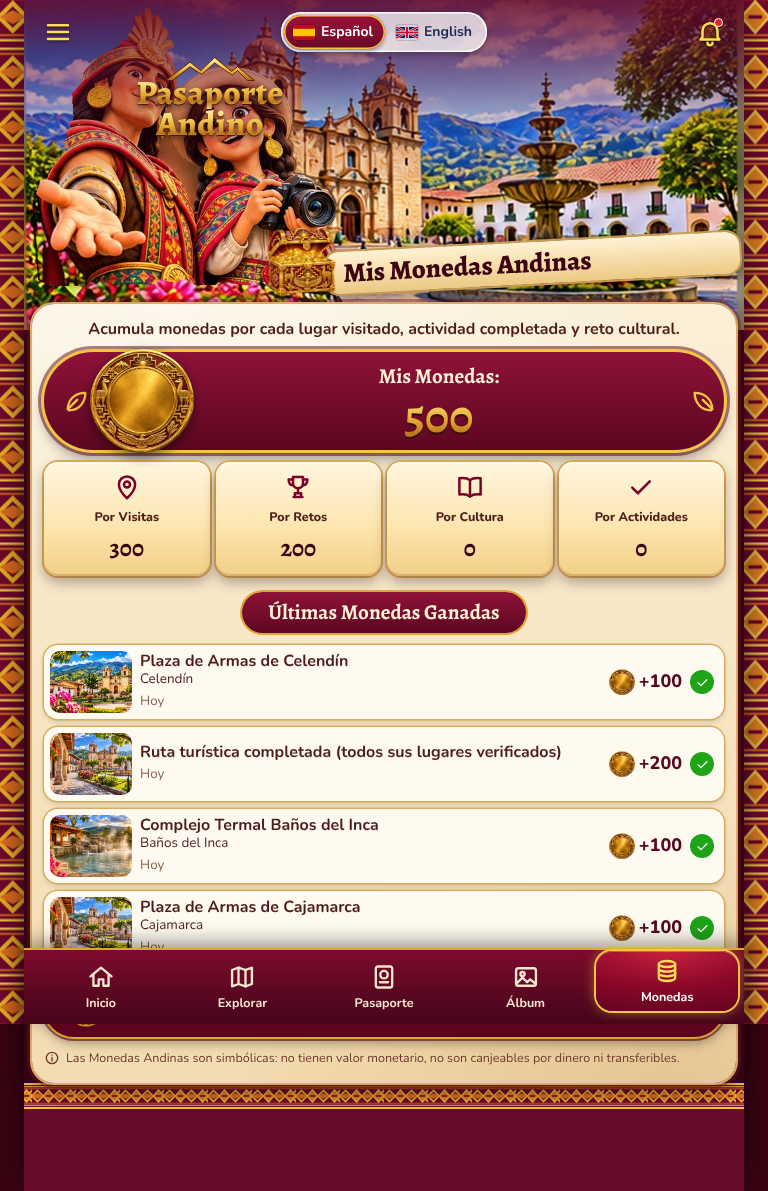 Español
English
Pasaporte
Andino
Mis Monedas Andinas
Acumula monedas por cada lugar visitado, actividad completada y reto cultural.
Mis Monedas:
500
Por Visitas
Por Retos
Por Cultura
Por Actividades
300
200
0
0
Últimas Monedas Ganadas
Plaza de Armas de Celendín
Celendín
Hoy
+100
Ruta turística completada (todos sus lugares verificados)
Hoy
+200
Complejo Termal Baños del Inca
Baños del Inca
Hoy
+100
Plaza de Armas de Cajamarca
Cajamarca
Hoy
+100
Inicio
Explorar
Pasaporte
Álbum
Monedas
Las Monedas Andinas son simbólicas: no tienen valor monetario, no son canjeables por dinero ni transferibles.